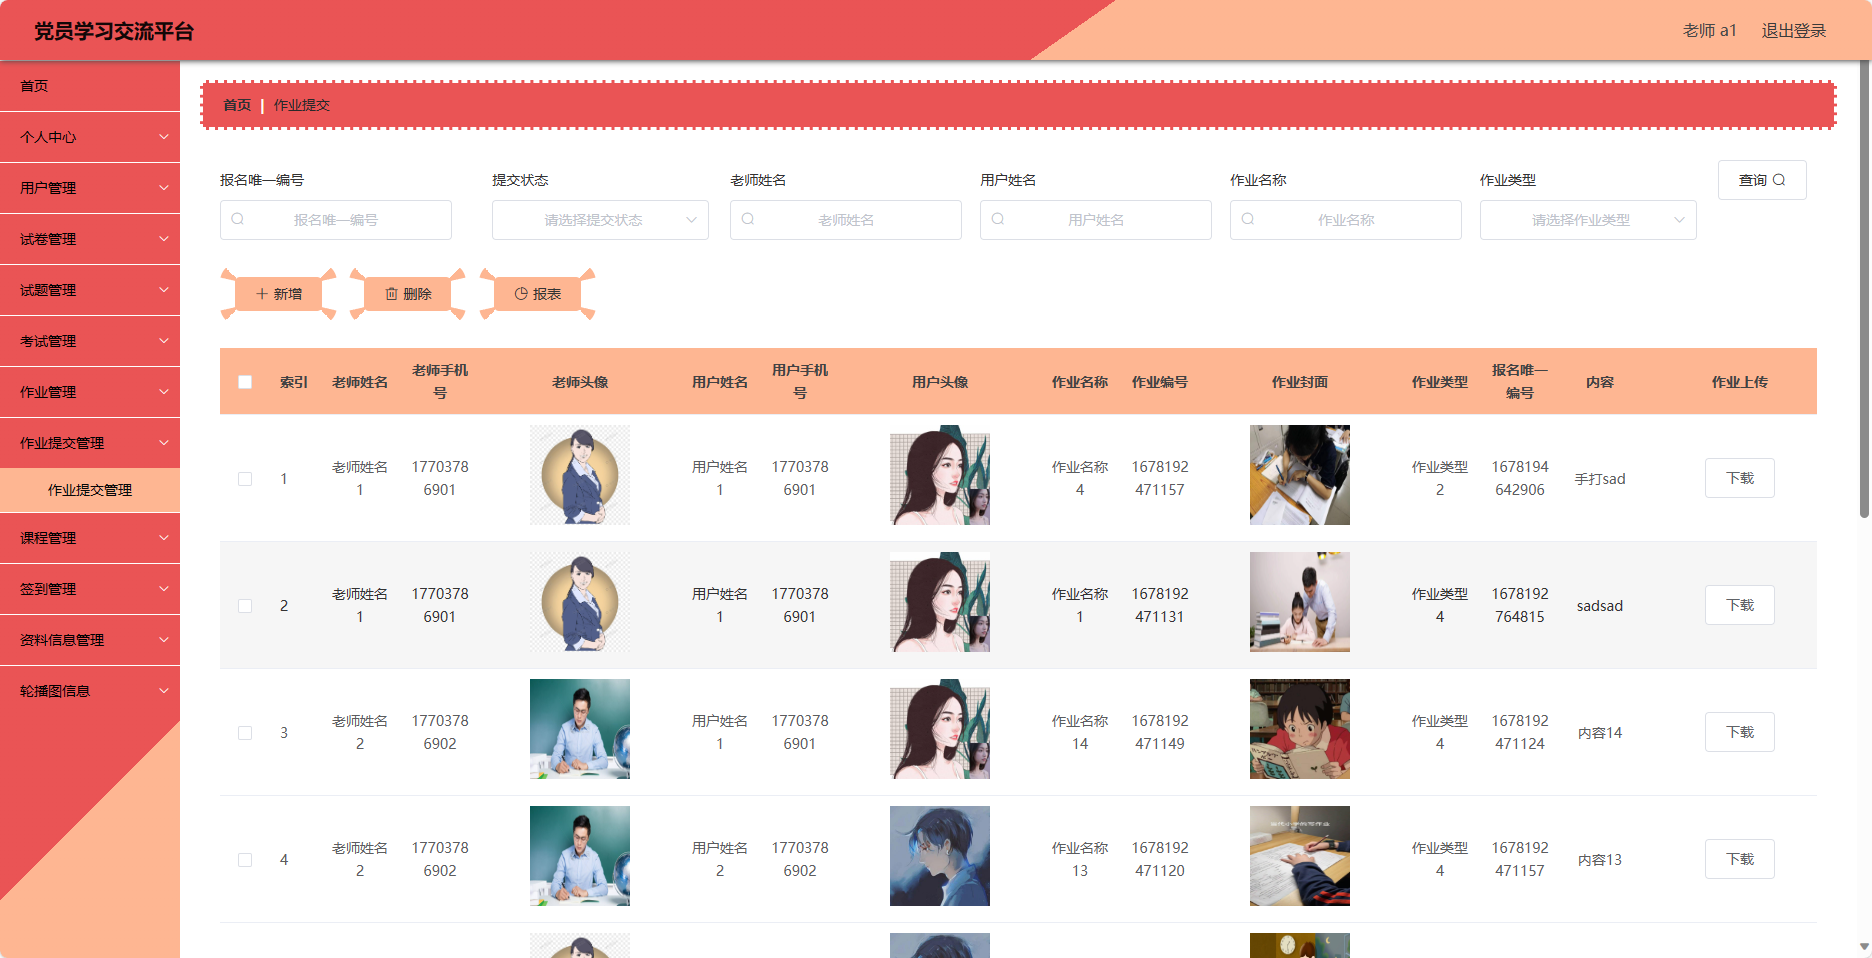 党员学习交流平台
老师 a1 退出登录
首页
个人中心
用户管理
试卷管理
试题管理
考试管理
作业管理
作业提交管理
作业提交管理
课程管理
签到管理
资料信息管理
轮播图信息
首页 | 作业提交
报名唯一编号 提交状态 老师姓名 用户姓名 作业名称 作业类型 查询
报名唯一编号 请选择提交状态 老师姓名 用户姓名 作业名称 请选择作业类型
新增 删除 报表
索引 老师姓名 老师手机号 老师头像 用户姓名 用户手机号 用户头像 作业名称 作业编号 作业封面 作业类型 报名唯一编号 内容 作业上传
1 老师姓名1 17703786901 用户姓名1 17703786901 作业名称4 1678192471157 作业类型2 1678194642906 手打sad 下载
2 老师姓名1 17703786901 用户姓名1 17703786901 作业名称1 1678192471131 作业类型4 1678192764815 sadsad 下载
3 老师姓名2 17703786902 用户姓名1 17703786901 作业名称14 1678192471149 作业类型4 1678192471124 内容14 下载
4 老师姓名2 17703786902 用户姓名2 17703786902 作业名称13 1678192471120 作业类型4 1678192471157 内容13 下载